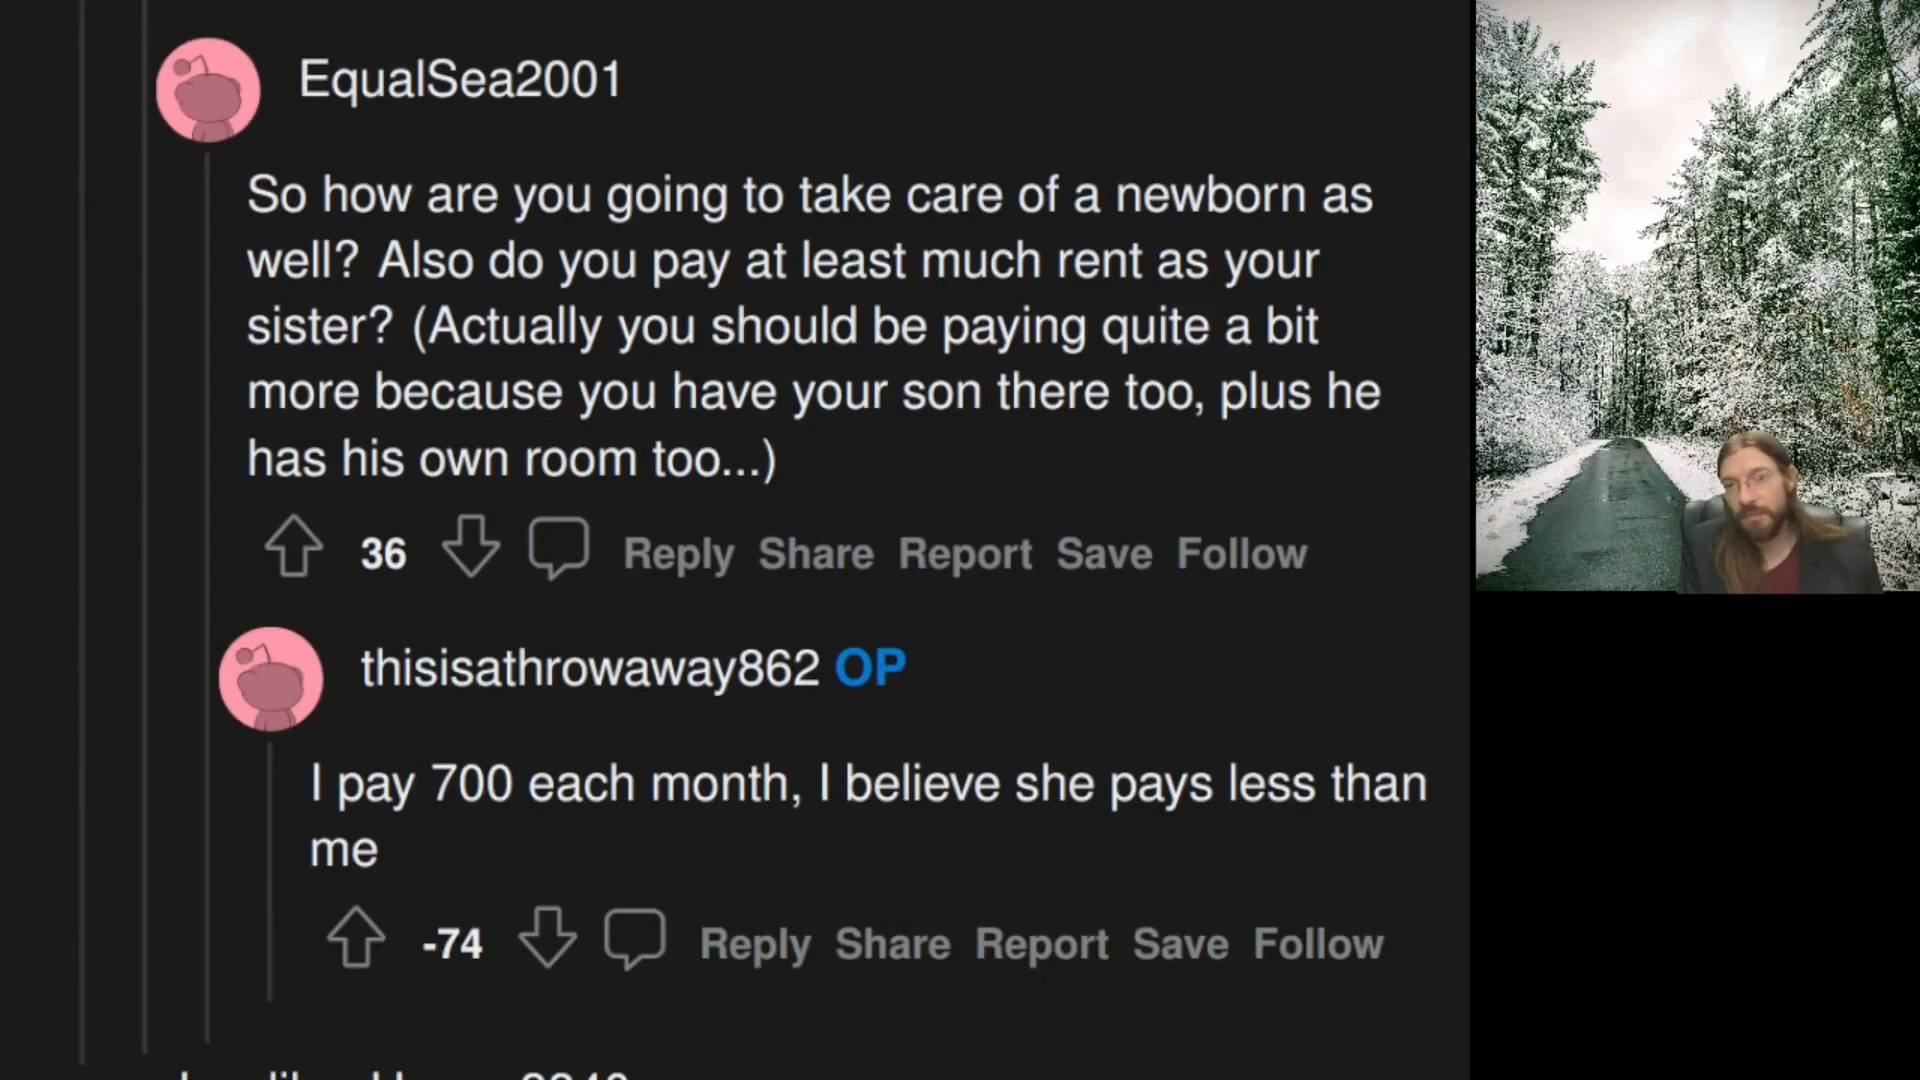 EqualSea2001
So how are you going to take care of a newborn as
well? Also do you pay at least much rent as your
sister? (Actually you should be paying quite a bit
more because you have your son there too, plus he
has his own room too...)
36 Reply Share Report Save Follow
thisisathrowaway862 OP
I pay 700 each month, I believe she pays less than
me
-74 Reply Share Report Save Follow